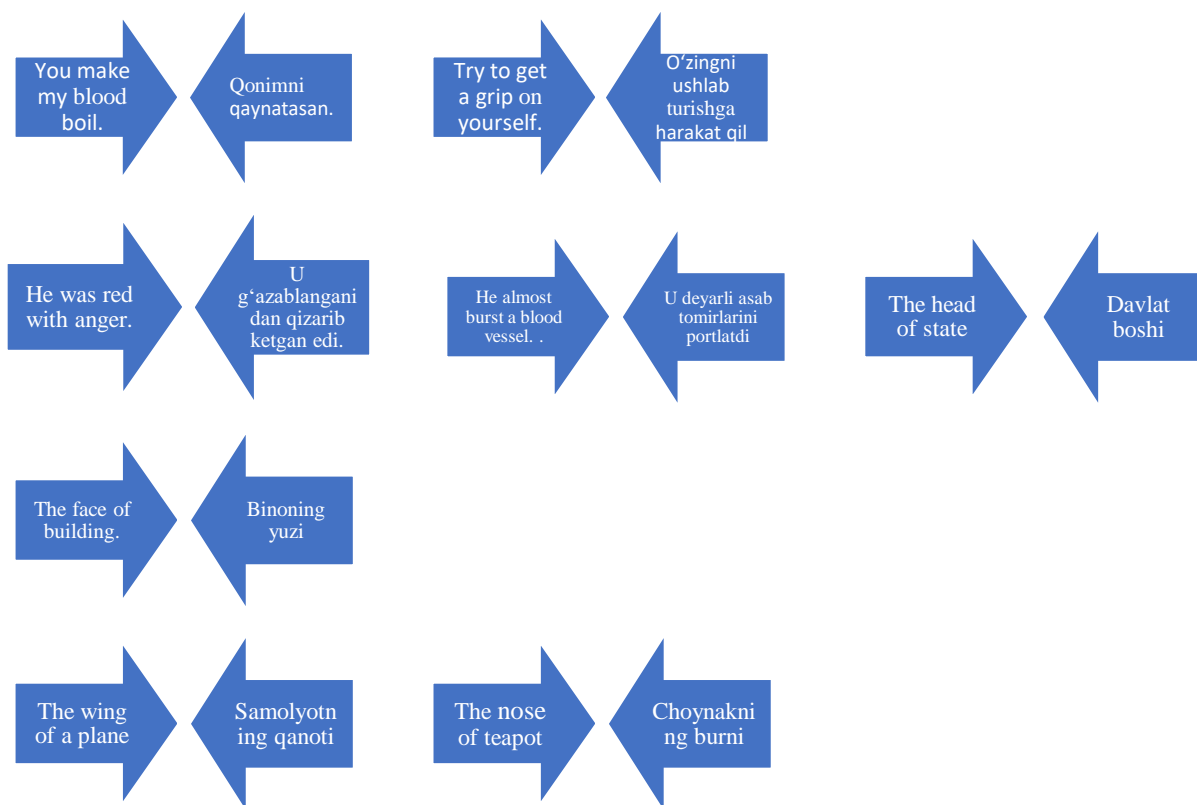 You make
my blood
boil.
Qonimni
qaynatasan.
Try to get
a grip on
yourself.
O‘zingni
ushlab
turishga
harakat qil
He was red
with anger.
U
g‘azablangani
dan qizarib
ketgan edi.
He almost
burst a blood
vessel. .
U deyarli asab
tomirlarini
portlatdi
The head
of state
Davlat
boshi
The face of
building.
Binoning
yuzi
The wing
of a plane
Samolyotn
ing qanoti
The nose
of teapot
Choynakni
ng burni